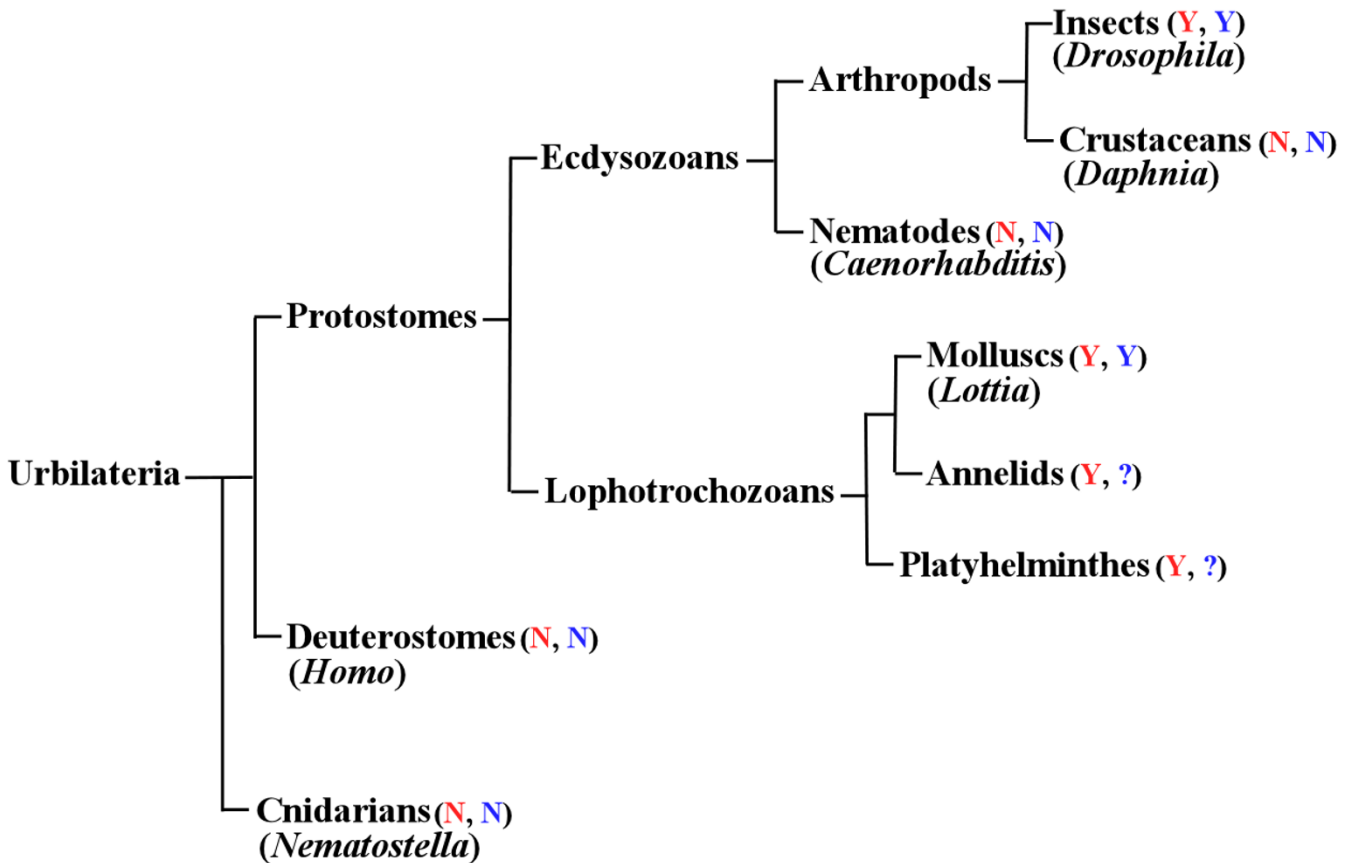 Insects (Y, Y)
(Drosophila)
Arthropods
Crustaceans (N, N)
(Daphnia)
Ecdysozoans
Nematodes (N, N)
(Caenorhabditis)
Protostomes
Molluscs (Y, Y)
(Lottia)
Annelids (Y, ?)
Lophotrochozoans
Platyhelminthes (Y, ?)
Urbilateria
Deuterostomes (N, N)
(Homo)
Cnidarians (N, N)
(Nematostella)